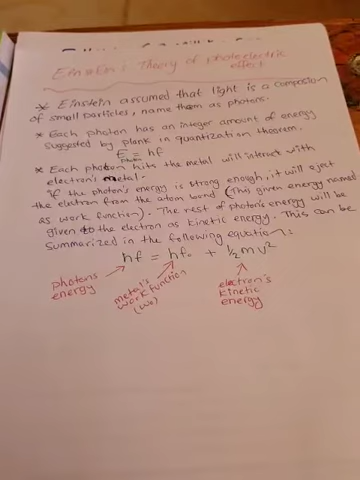 Einstein: Theory of photoelectric
effect
* Einstein assumed that light is a composion
of small particles, name them as photons.
* Each photon has an integer amount of energy
suggested by plank in quantization theorem.
E photon = hf
* Each photon hits the metal will interact with
electron's metal.
If the photon's energy is strong enough, it will eject
the electron from the atom bond (This given energy named
as work function). The rest of photon's energy will be
given to the electron as kinetic energy. This can be
summarized in the following equation:
hf = hf₀ + 1/2 m v²
photons
energy
metal's
work function
(W₀)
electron's
kinetic
energy